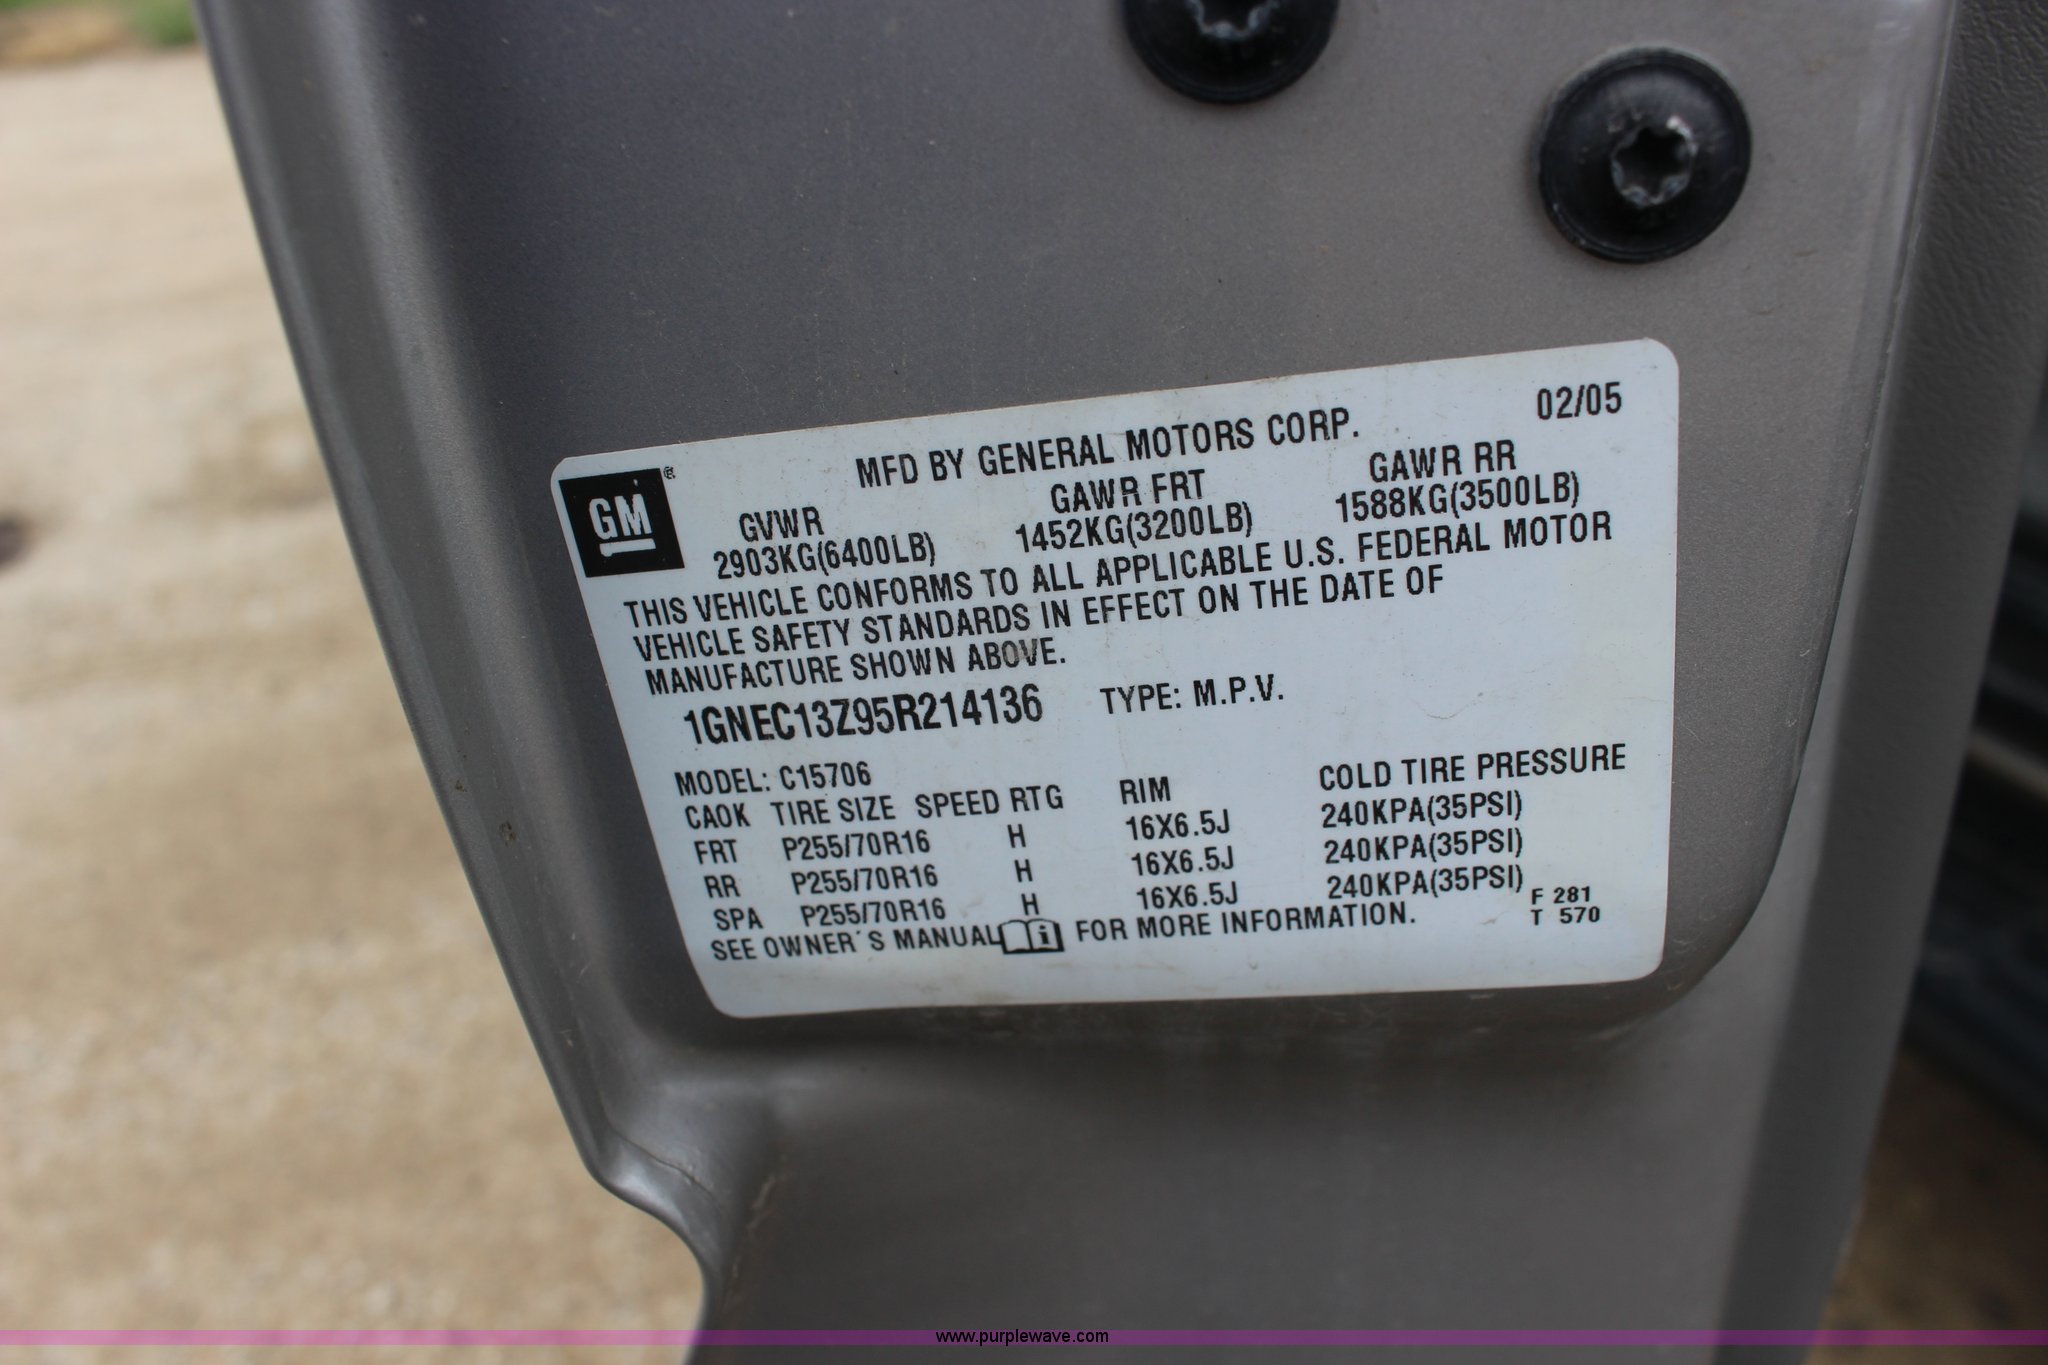 MFD BY GENERAL MOTORS CORP. 02/05
GM ®
GVWR GAWR FRT GAWR RR
2903KG(6400LB) 1452KG(3200LB) 1588KG(3500LB)
THIS VEHICLE CONFORMS TO ALL APPLICABLE U.S. FEDERAL MOTOR
VEHICLE SAFETY STANDARDS IN EFFECT ON THE DATE OF
MANUFACTURE SHOWN ABOVE.
1GNEC13Z95R214136 TYPE: M.P.V.
MODEL: C15706
CAOK TIRE SIZE SPEED RTG RIM COLD TIRE PRESSURE
FRT P255/70R16 H 16X6.5J 240KPA(35PSI)
RR P255/70R16 H 16X6.5J 240KPA(35PSI)
SPA P255/70R16 H 16X6.5J 240KPA(35PSI)
SEE OWNER´S MANUAL i FOR MORE INFORMATION.
F 281
T 570
www.purplewave.com